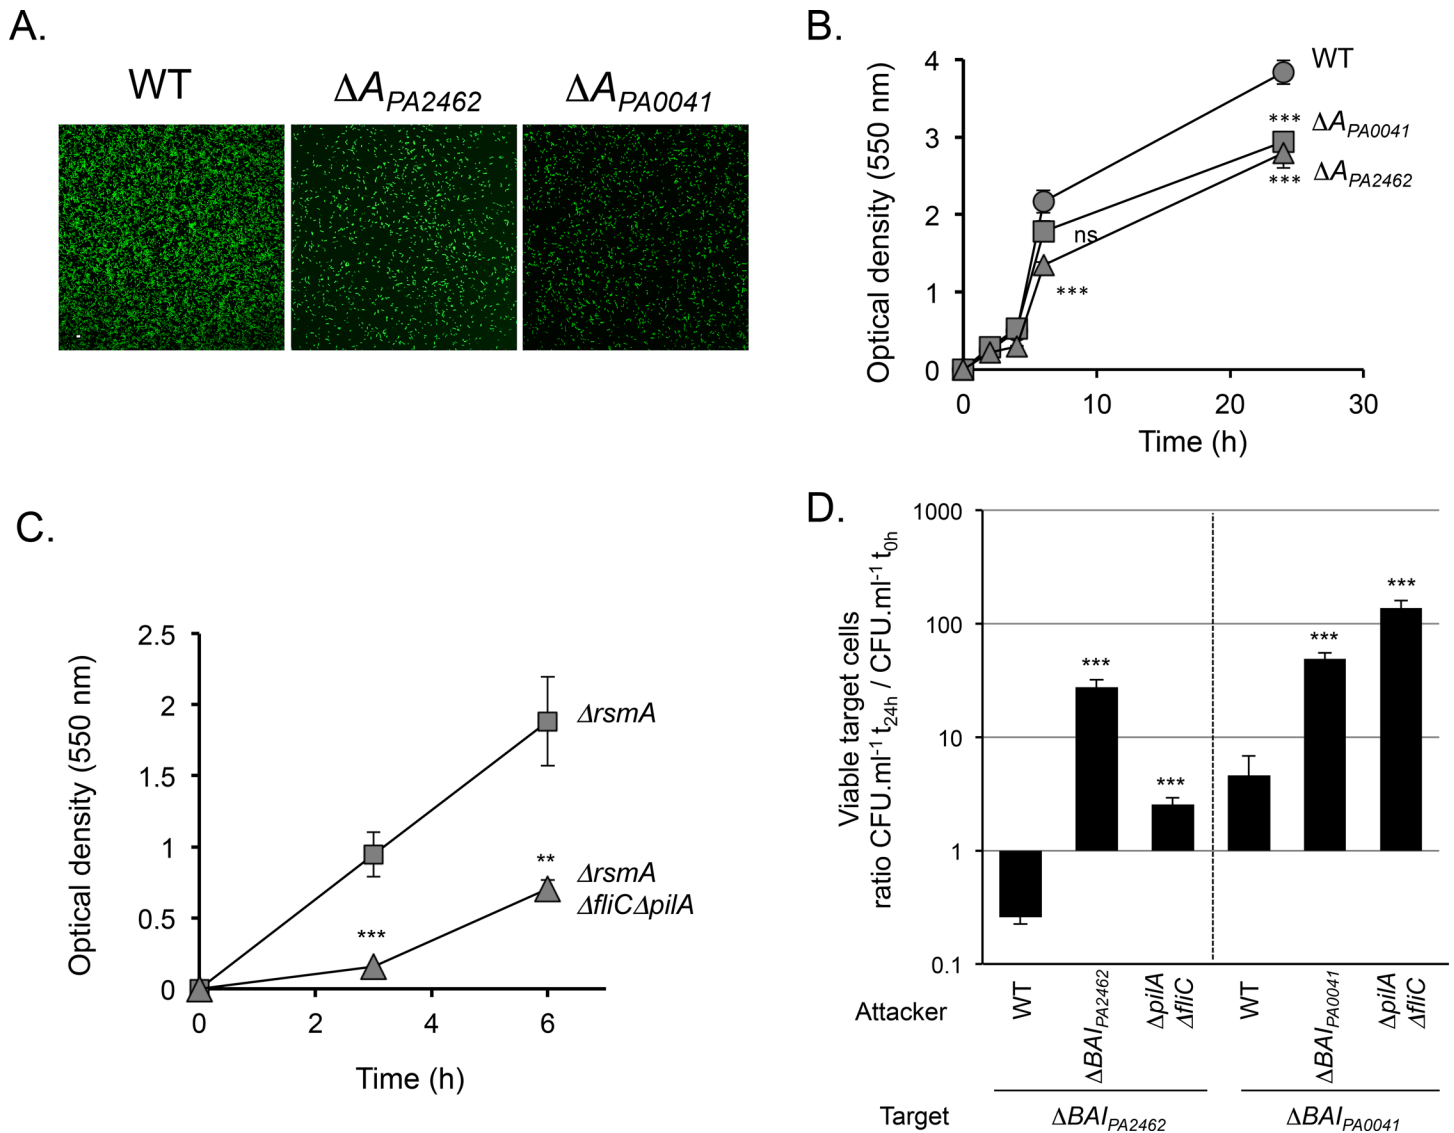 A.
WT
ΔA_PA2462
ΔA_PA0041
B.
Optical density (550 nm)
4
3
2
1
0
0
10
20
30
Time (h)
WT
*** ΔA_PA0041
*** ΔA_PA2462
ns
***
C.
Optical density (550 nm)
2.5
2
1.5
1
0.5
0
0
2
4
6
Time (h)
ΔrsmA
**
ΔrsmA
ΔfliCΔpilA
***
D.
Viable target cells
ratio CFU.ml⁻¹ t_24h / CFU.ml⁻¹ t_0h
1000
100
10
1
0.1
***
***
***
***
Attacker
WT
ΔBAI_PA2462
ΔpilA
ΔfliC
WT
ΔBAI_PA0041
ΔpilA
ΔfliC
Target
ΔBAI_PA2462
ΔBAI_PA0041